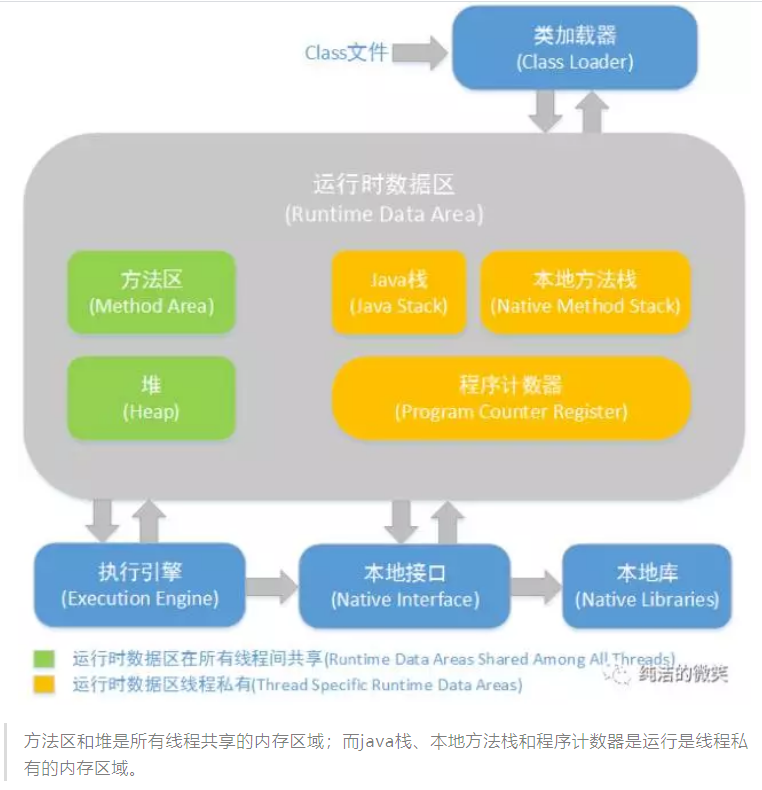 Class文件
类加载器
(Class Loader)
运行时数据区
(Runtime Data Area)
方法区
(Method Area)
Java栈
(Java Stack)
本地方法栈
(Native Method Stack)
堆
(Heap)
程序计数器
(Program Counter Register)
执行引擎
(Execution Engine)
本地接口
(Native Interface)
本地库
(Native Libraries)
运行时数据区在所有线程间共享(Runtime Data Areas Shared Among All Threads)
纯洁的微笑
运行时数据区线程私有(Thread Specific Runtime Data Areas)
方法区和堆是所有线程共享的内存区域；而java栈、本地方法栈和程序计数器是运行是线程私
有的内存区域。